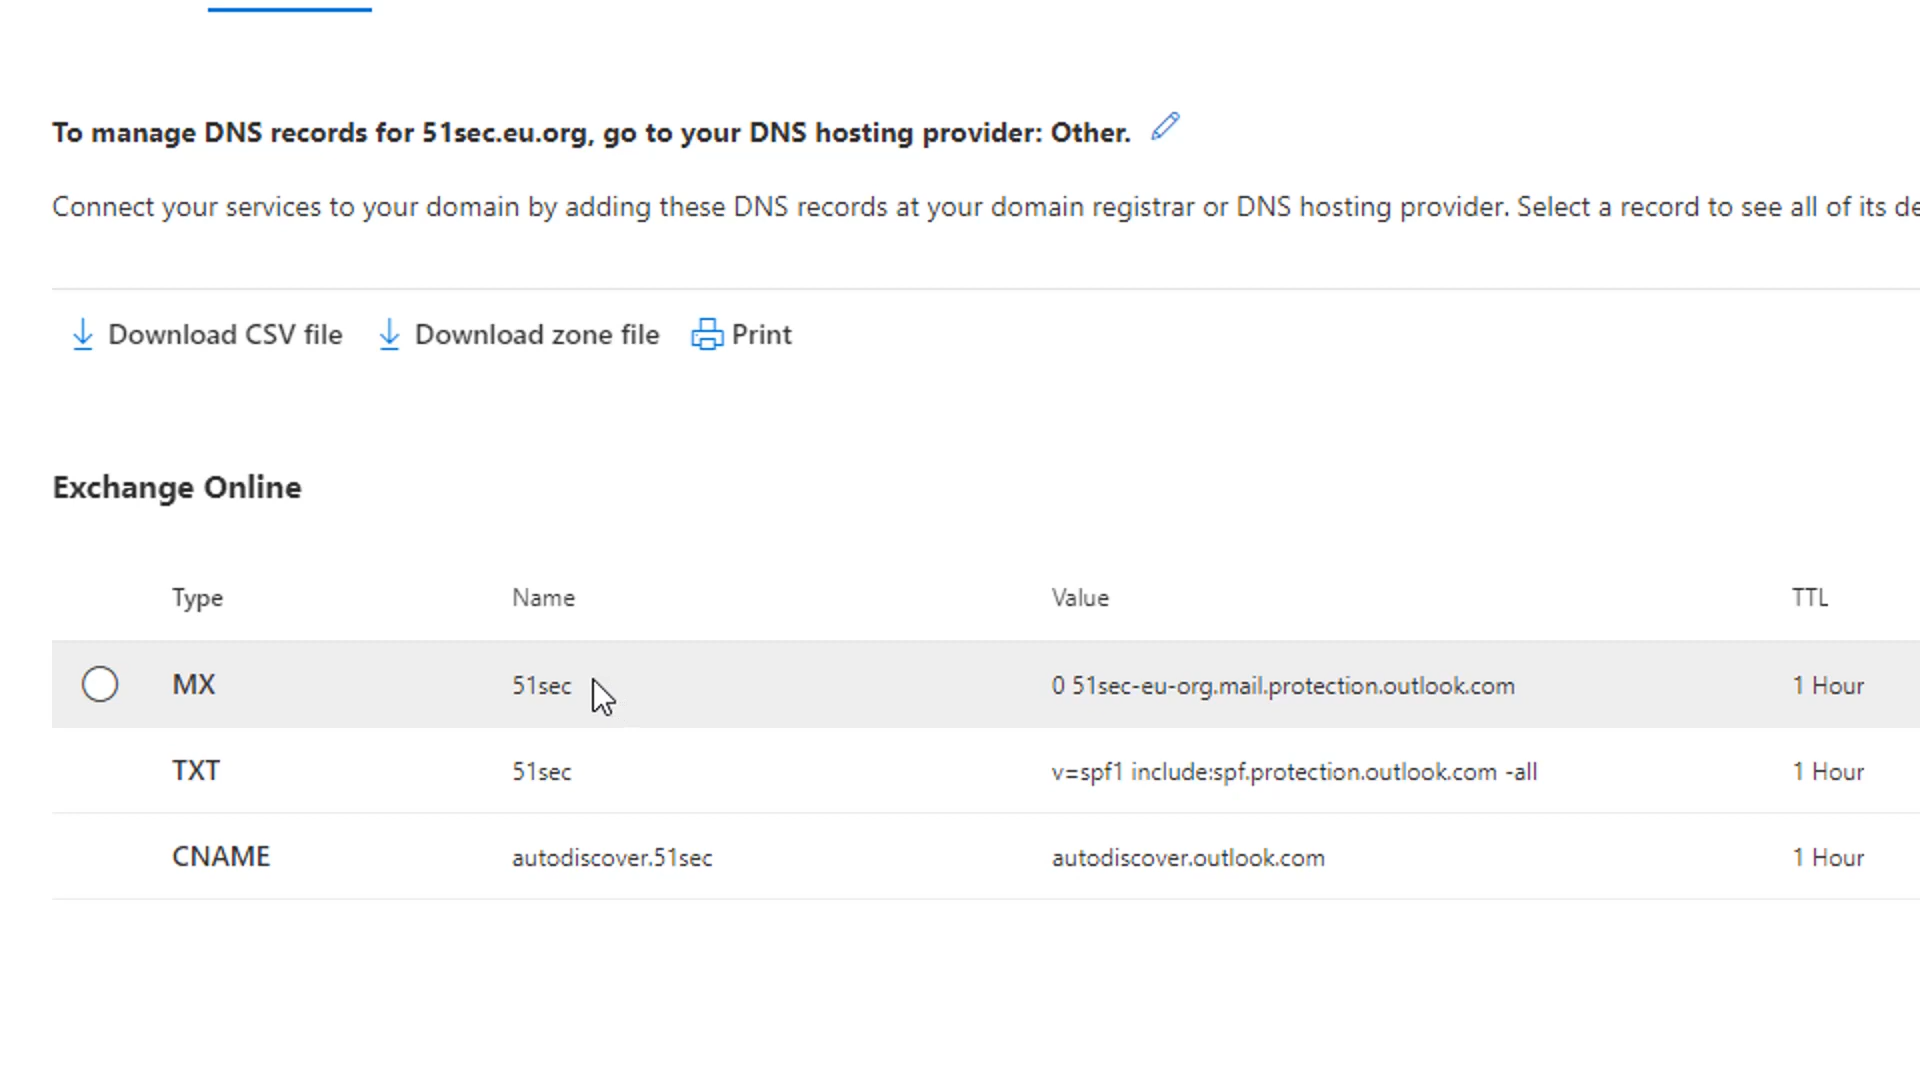 To manage DNS records for 51sec.eu.org, go to your DNS hosting provider: Other.
Connect your services to your domain by adding these DNS records at your domain registrar or DNS hosting provider. Select a record to see all of its de
Download CSV file Download zone file Print
Exchange Online
Type Name Value TTL
MX 51sec 0 51sec-eu-org.mail.protection.outlook.com 1 Hour
TXT 51sec v=spf1 include:spf.protection.outlook.com -all 1 Hour
CNAME autodiscover.51sec autodiscover.outlook.com 1 Hour